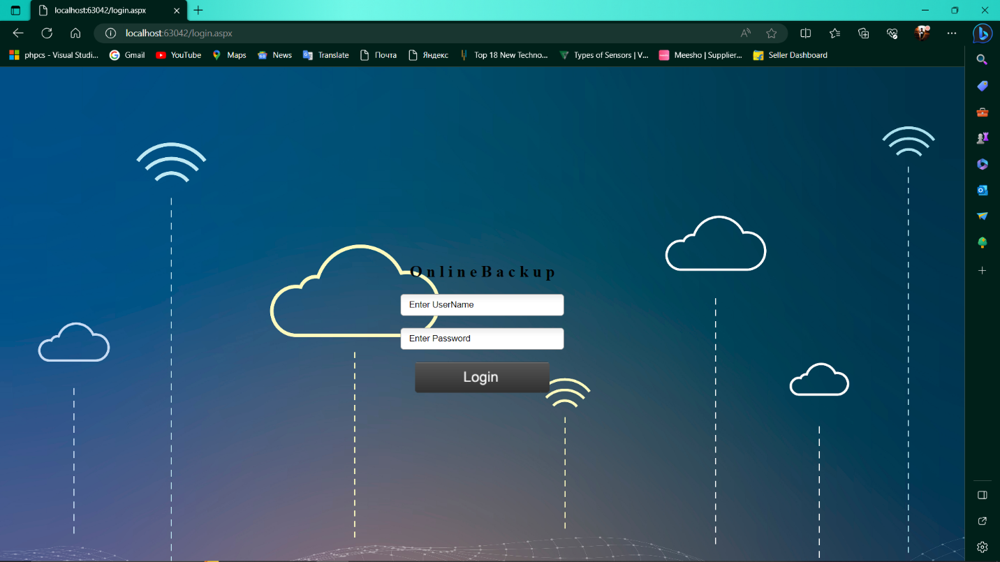 localhost:63042/login.aspx
localhost:63042/login.aspx
phpcs - Visual Studi... Gmail YouTube Maps News Translate Почта Яндекс Top 18 New Techno... Types of Sensors | V... Meesho | Supplier... Seller Dashboard
OnlineBackup
Enter UserName
Enter Password
Login